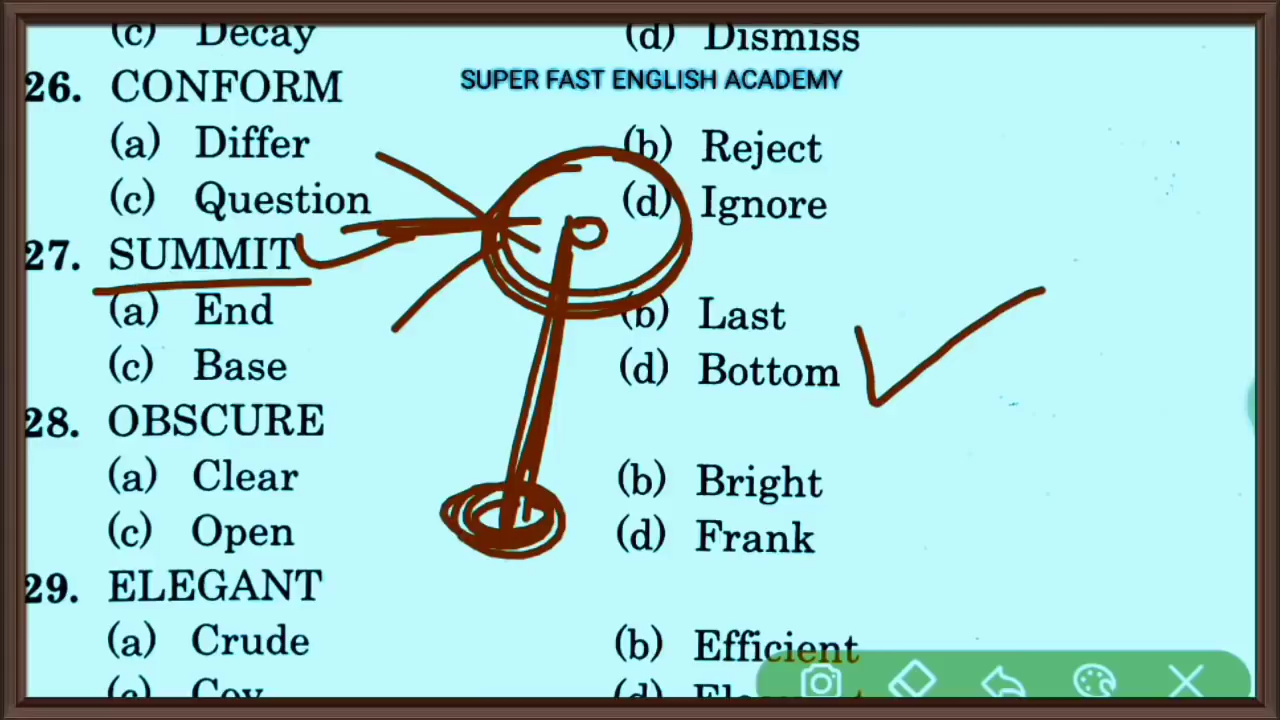 (c) Decay (d) Dismiss
SUPER FAST ENGLISH ACADEMY
26. CONFORM
(a) Differ (b) Reject
(c) Question (d) Ignore
27. SUMMIT
(a) End (b) Last
(c) Base (d) Bottom
28. OBSCURE
(a) Clear (b) Bright
(c) Open (d) Frank
29. ELEGANT
(a) Crude (b) Efficient
(c) Coy (d)